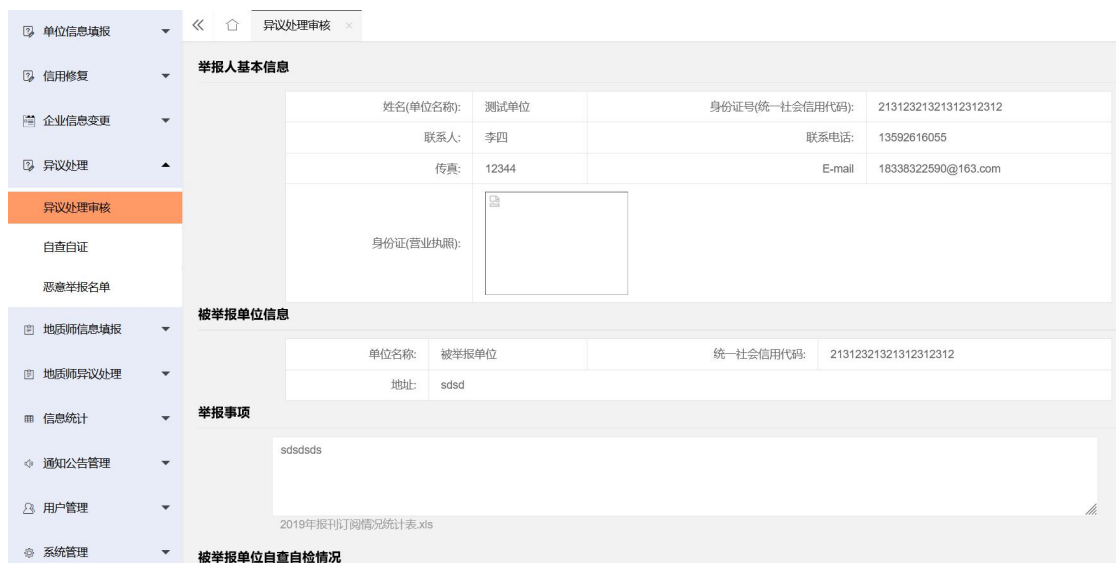 单位信息填报
信用修复
企业信息变更
异议处理
异议处理审核
自查自证
恶意举报名单
地质师信息填报
地质师异议处理
信息统计
通知公告管理
用户管理
系统管理
异议处理审核
举报人基本信息
姓名(单位名称): 测试单位 身份证号(统一社会信用代码): 21312321321312312312
联系人: 李四 联系电话: 13592616055
传真: 12344 E-mail 18338322590@163.com
身份证(营业执照):
被举报单位信息
单位名称: 被举报单位 统一社会信用代码: 21312321321312312312
地址: sdsd
举报事项
sdsdsds
2019年报刊订阅情况统计表.xls
被举报单位自查自检情况